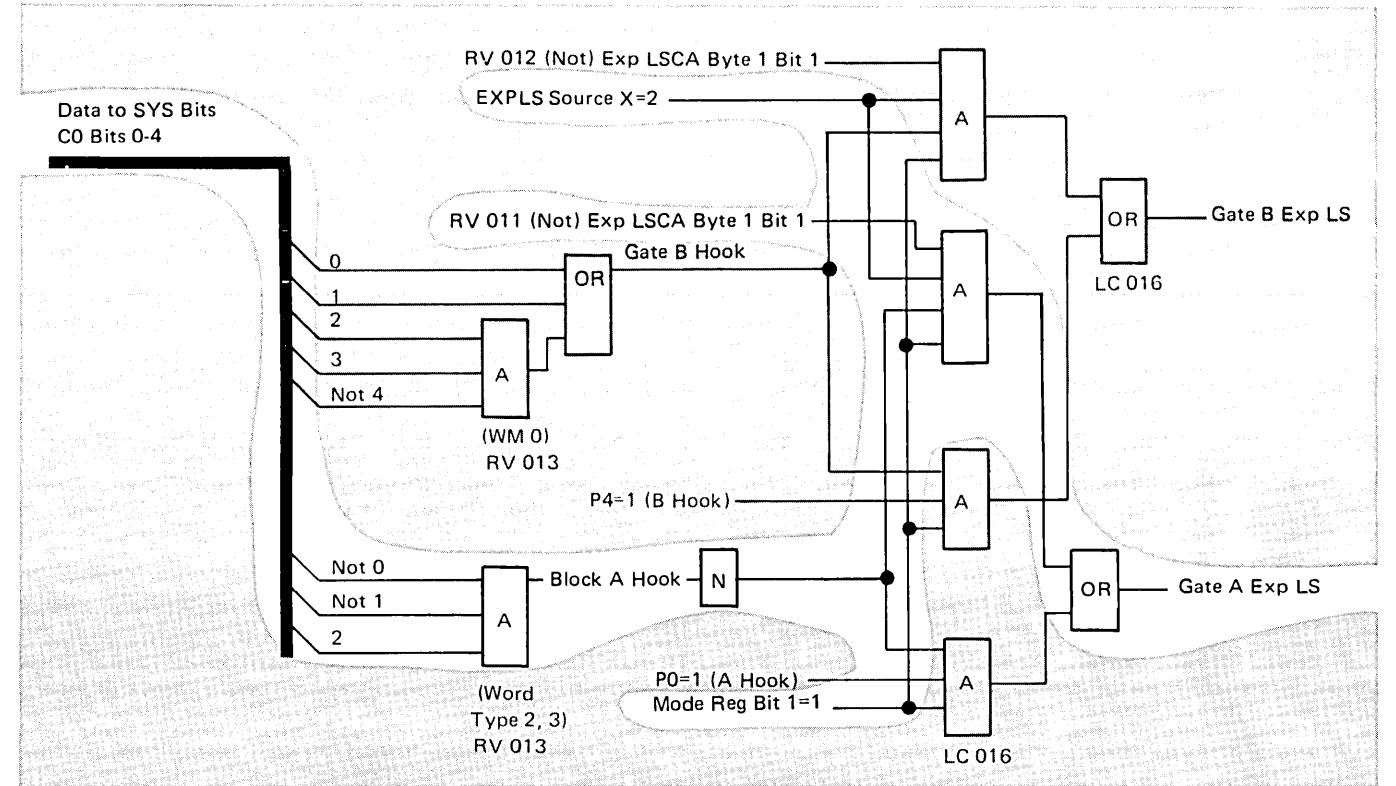 RV 012 (Not) Exp LSCA Byte 1 Bit 1
EXPLS Source X=2
A
Data to SYS Bits
C0 Bits 0-4
OR
Gate B Exp LS
LC 016
RV 011 (Not) Exp LSCA Byte 1 Bit 1
Gate B Hook
0
OR
1
2
A
3
A
Not 4
(WM 0)
RV 013
P4=1 (B Hook)
A
Not 0
Block A Hook
N
OR
Gate A Exp LS
Not 1
A
2
P0=1 (A Hook)
A
Mode Reg Bit 1=1
(Word
Type 2, 3)
RV 013
LC 016